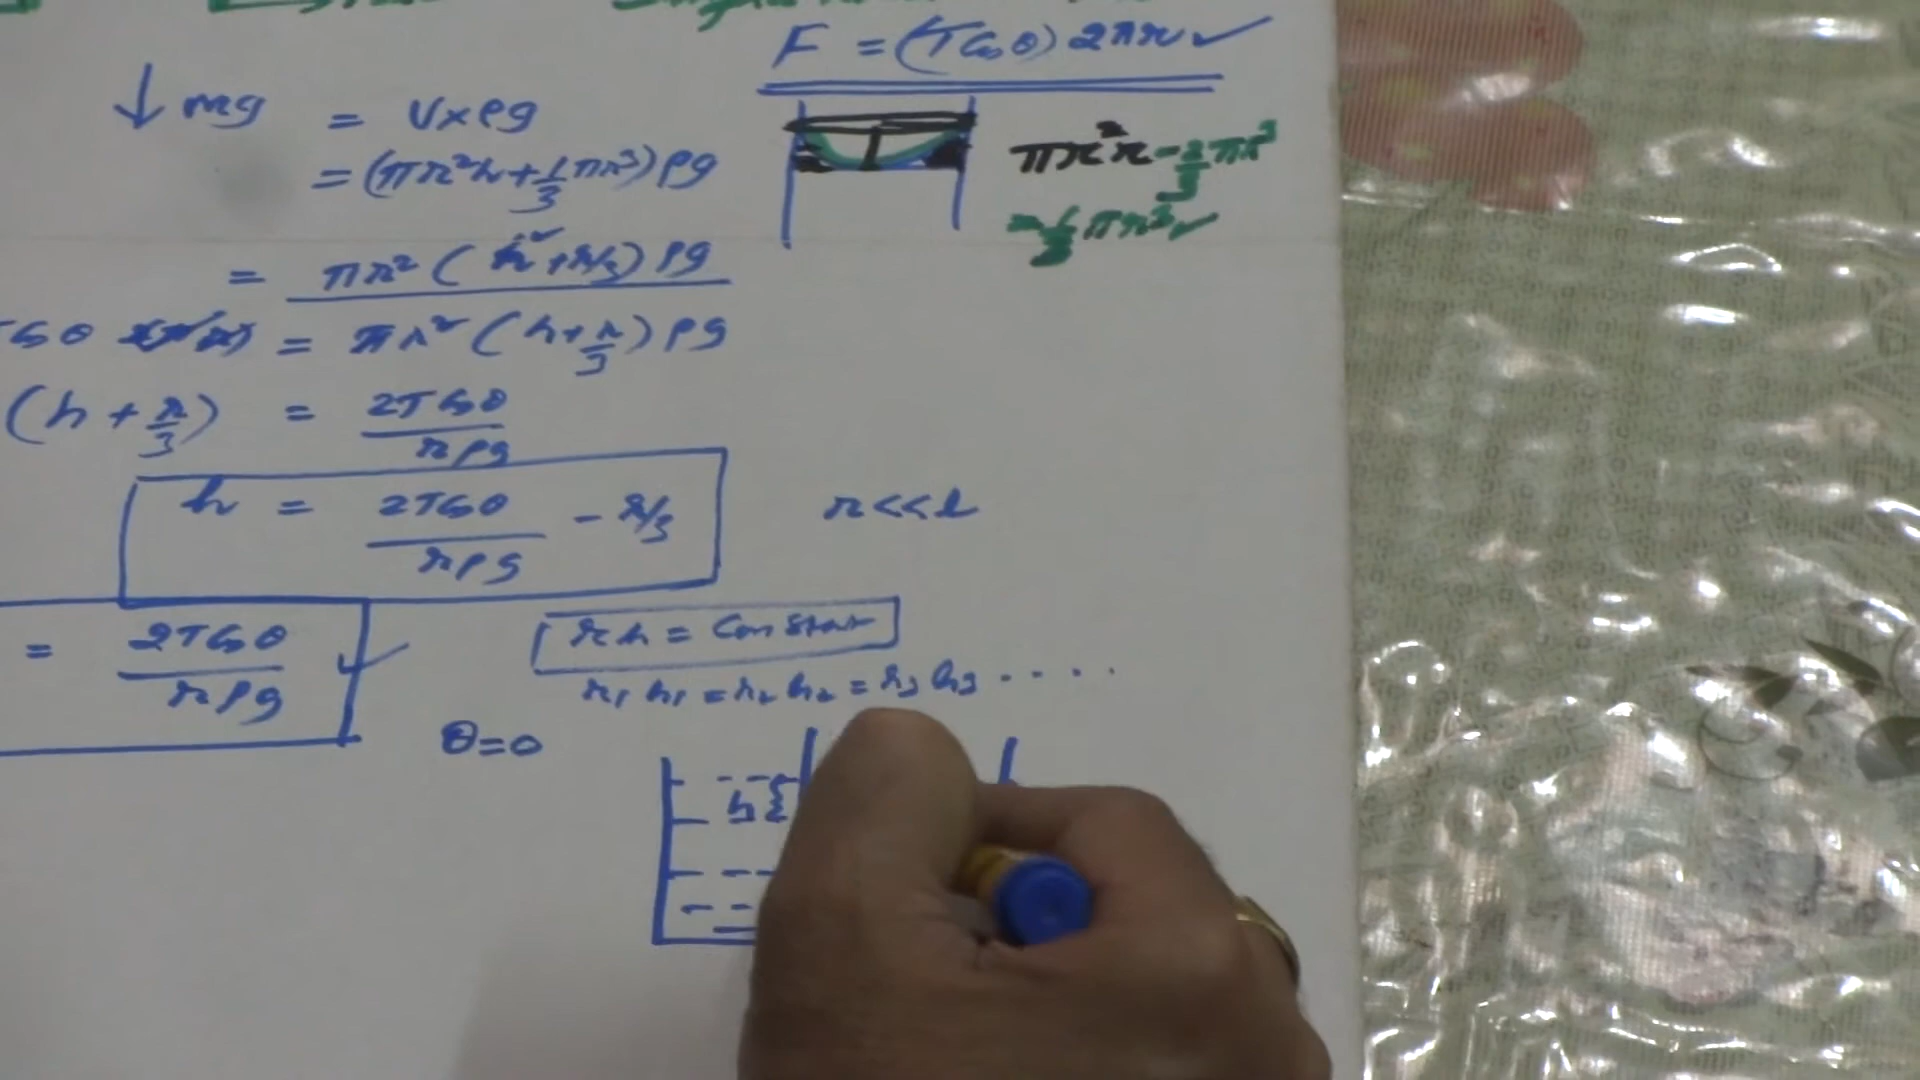 F = (T cos θ) 2πr ✓
↓ mg = V × ρg
= (πr²h + 1/3 πr³) ρg
πr²r - 2/3 πr³
= 1/3 πr³ ✓
= πr² (h + r/3) ρg
T cos θ = πr² (h + r/3) ρg
(h + r/3) = 2T cos θ / rρg
h = 2T cos θ / rρg - r/3
r << h
= 2T cos θ / rρg ✓
rh = Constant
r₁h₁ = r₂h₂ = r₃h₃ . . . . .
θ = 0
h